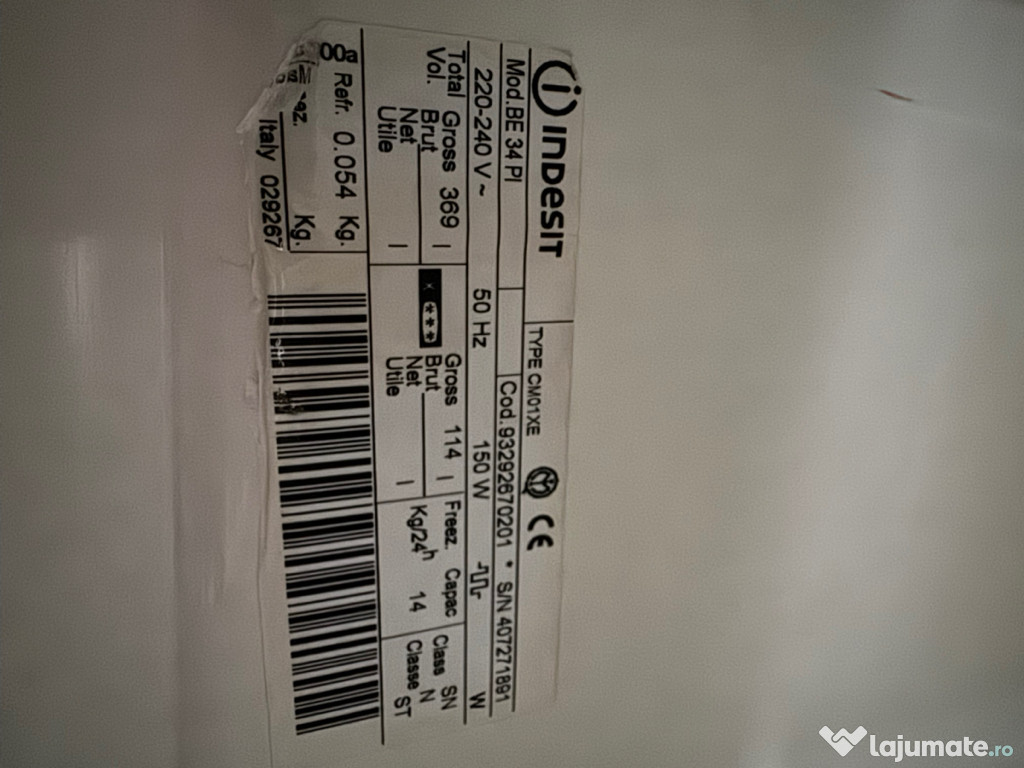 INDESIT
TYPE CM01XE CE
Mod.BE 34 PI Cod.93292670201 * S/N 407271891
220-240 V ~ 50 Hz 150 W W
Total Vol. Gross Brut 369 l
Net Utile l
Gross Brut 114 l
Net Utile l
Freez. Capac Kg/24h 14
Class SN N
Classe ST
Refr. 0.054 Kg.
Kg.
Italy 029267
lajumate.ro